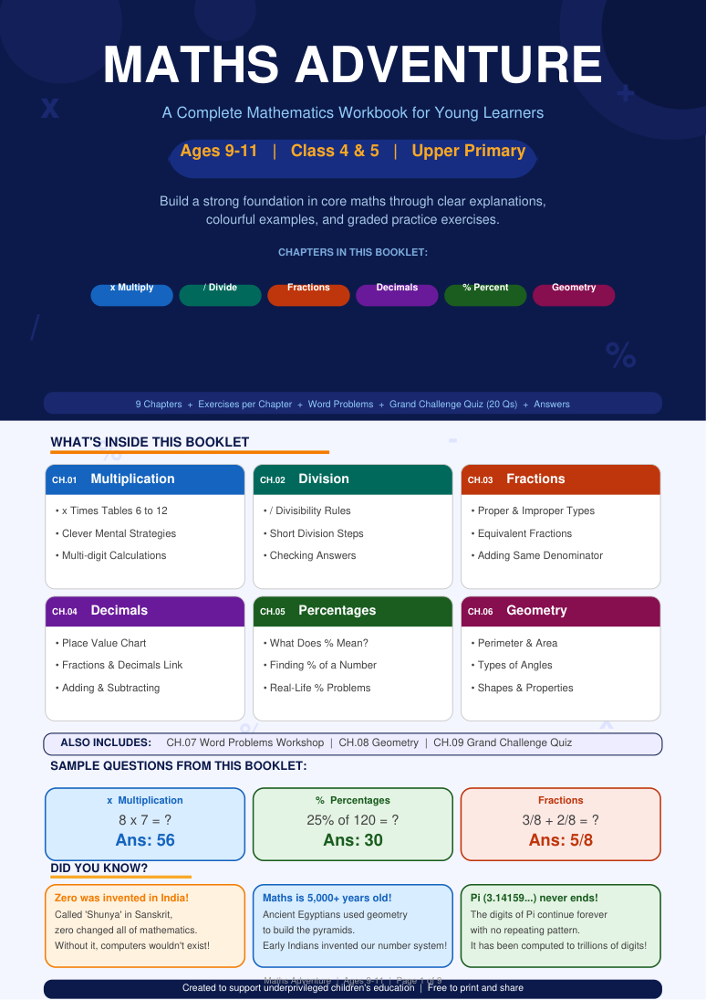 MATHS ADVENTURE
x
+
A Complete Mathematics Workbook for Young Learners
Ages 9-11 | Class 4 & 5 | Upper Primary
Build a strong foundation in core maths through clear explanations,
colourful examples, and graded practice exercises.
CHAPTERS IN THIS BOOKLET:
x Multiply / Divide Fractions Decimals % Percent Geometry
/
%
9 Chapters + Exercises per Chapter + Word Problems + Grand Challenge Quiz (20 Qs) + Answers
WHAT'S INSIDE THIS BOOKLET
%
-
CH.01 Multiplication
• x Times Tables 6 to 12
• Clever Mental Strategies
• Multi-digit Calculations
CH.02 Division
• / Divisibility Rules
• Short Division Steps
• Checking Answers
CH.03 Fractions
• Proper & Improper Types
• Equivalent Fractions
• Adding Same Denominator
CH.04 Decimals
• Place Value Chart
• Fractions & Decimals Link
• Adding & Subtracting
CH.05 Percentages
• What Does % Mean?
• Finding % of a Number
• Real-Life % Problems
CH.06 Geometry
• Perimeter & Area
• Types of Angles
• Shapes & Properties
%
x
ALSO INCLUDES: CH.07 Word Problems Workshop | CH.08 Geometry | CH.09 Grand Challenge Quiz
SAMPLE QUESTIONS FROM THIS BOOKLET:
x Multiplication
8 x 7 = ?
Ans: 56
% Percentages
25% of 120 = ?
Ans: 30
Fractions
3/8 + 2/8 = ?
Ans: 5/8
DID YOU KNOW?
Zero was invented in India!
Called 'Shunya' in Sanskrit,
zero changed all of mathematics.
Without it, computers wouldn't exist!
Maths is 5,000+ years old!
Ancient Egyptians used geometry
to build the pyramids.
Early Indians invented our number system!
Pi (3.14159...) never ends!
The digits of Pi continue forever
with no repeating pattern.
It has been computed to trillions of digits!
Maths Adventure | Ages 9-11 | Page 1 of 9
Created to support underprivileged children's education | Free to print and share